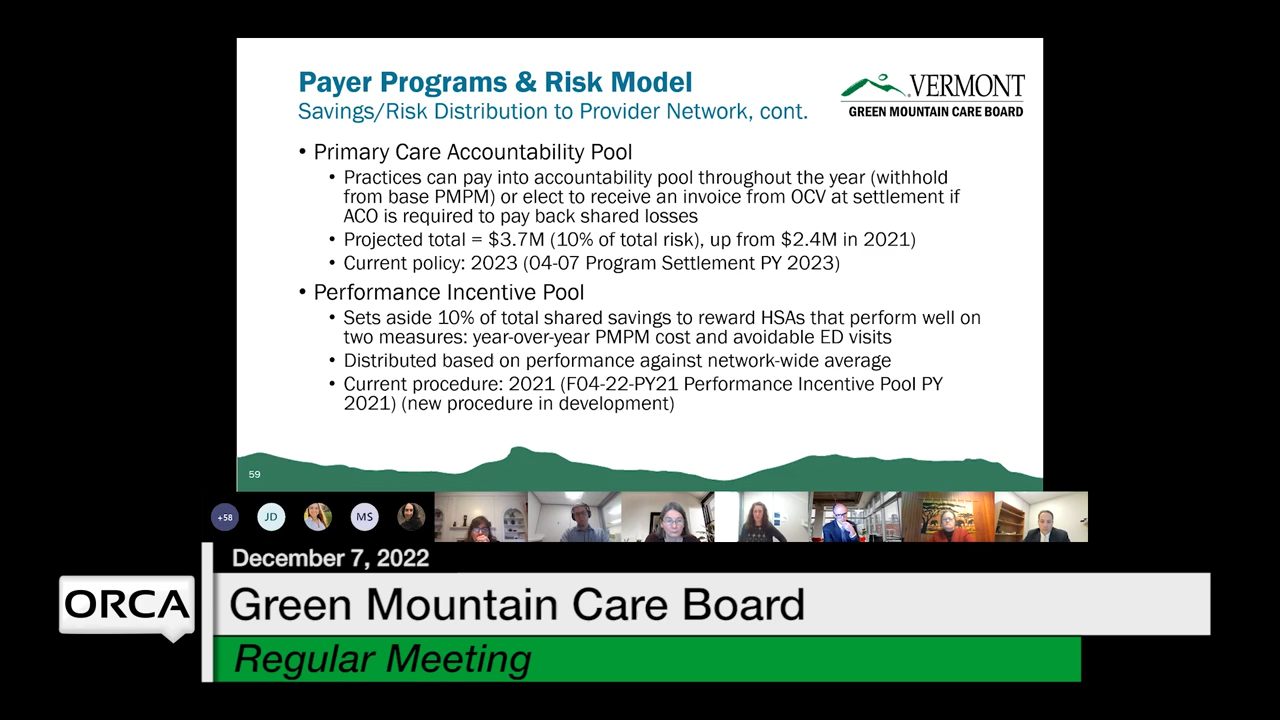 Payer Programs & Risk Model
Savings/Risk Distribution to Provider Network, cont.
VERMONT
GREEN MOUNTAIN CARE BOARD
• Primary Care Accountability Pool
• Practices can pay into accountability pool throughout the year (withhold
from base PMPM) or elect to receive an invoice from OCV at settlement if
ACO is required to pay back shared losses
• Projected total = $3.7M (10% of total risk), up from $2.4M in 2021)
• Current policy: 2023 (04-07 Program Settlement PY 2023)
• Performance Incentive Pool
• Sets aside 10% of total shared savings to reward HSAs that perform well on
two measures: year-over-year PMPM cost and avoidable ED visits
• Distributed based on performance against network-wide average
• Current procedure: 2021 (F04-22-PY21 Performance Incentive Pool PY
2021) (new procedure in development)
59
+58
JD
MS
December 7, 2022
ORCA
Green Mountain Care Board
Regular Meeting